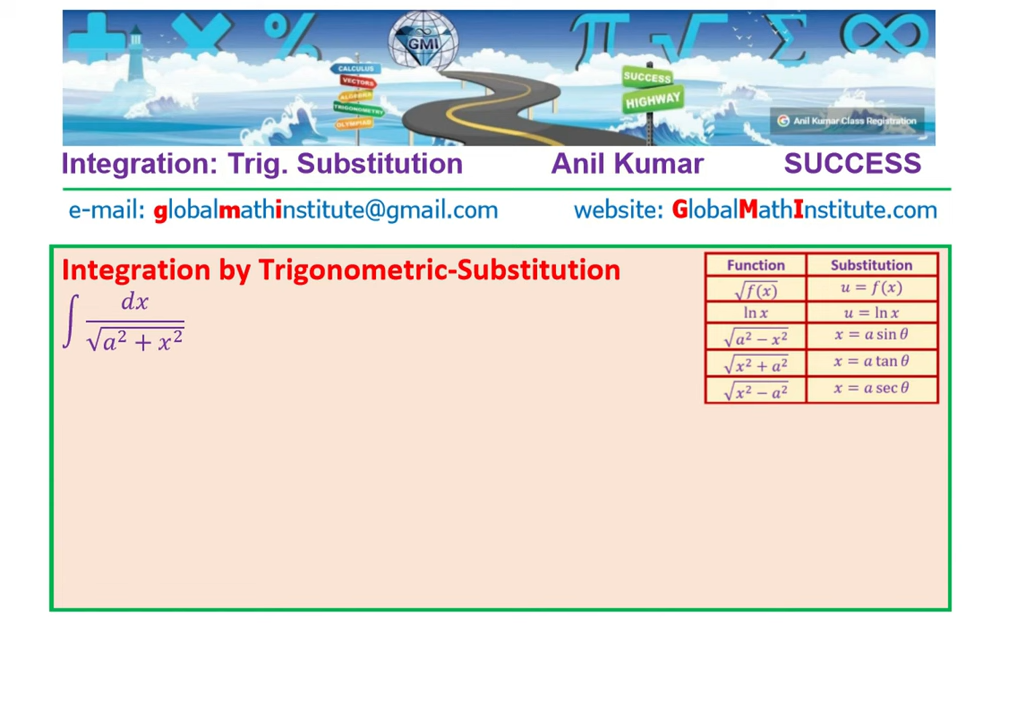 + × % GMI π √ Σ ∞
CALCULUS
VECTORS
ALGEBRA
TRIGONOMETRY
OLYMPIAD
SUCCESS
HIGHWAY
Anil Kumar Class Registration
Integration: Trig. Substitution Anil Kumar SUCCESS
e-mail: globalmathinstitute@gmail.com website: GlobalMathInstitute.com
Integration by Trigonometric-Substitution
∫ dx / √(a² + x²)
Function Substitution
√f(x) u = f(x)
ln x u = ln x
√(a² − x²) x = a sin θ
√(x² + a²) x = a tan θ
√(x² − a²) x = a sec θ